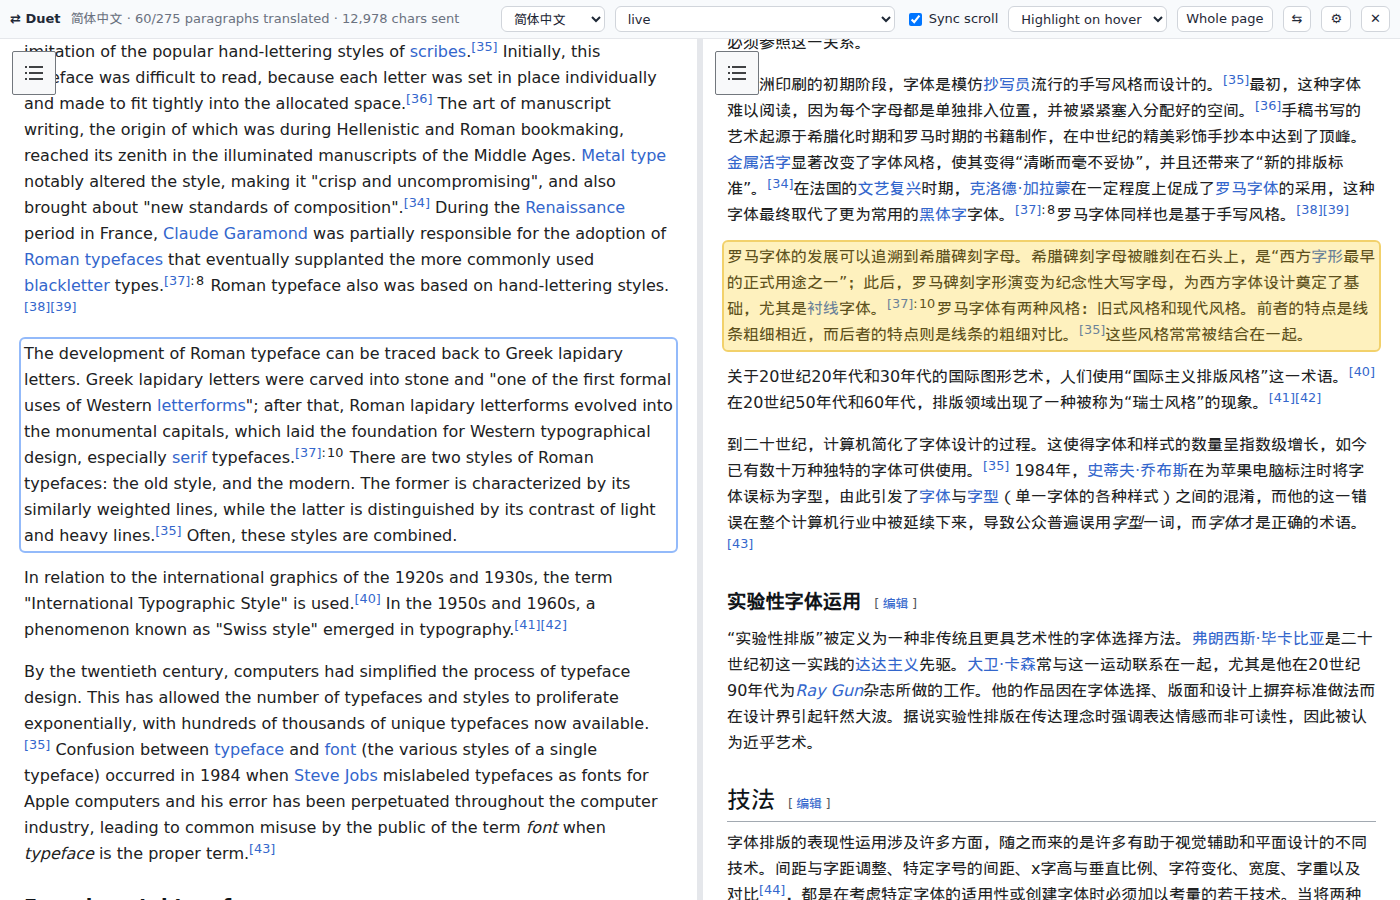 ⇄ Duet 简体中文 · 60/275 paragraphs translated · 12,978 chars sent 简体中文 live Sync scroll Highlight on hover Whole page
imitation of the popular hand-lettering styles of scribes.[35] Initially, this
eface was difficult to read, because each letter was set in place individually
and made to fit tightly into the allocated space.[36] The art of manuscript
writing, the origin of which was during Hellenistic and Roman bookmaking,
reached its zenith in the illuminated manuscripts of the Middle Ages. Metal type
notably altered the style, making it "crisp and uncompromising", and also
brought about "new standards of composition".[34] During the Renaissance
period in France, Claude Garamond was partially responsible for the adoption of
Roman typefaces that eventually supplanted the more commonly used
blackletter types.[37]:8 Roman typeface also was based on hand-lettering styles.
[38][39]
The development of Roman typeface can be traced back to Greek lapidary
letters. Greek lapidary letters were carved into stone and "one of the first formal
uses of Western letterforms"; after that, Roman lapidary letterforms evolved into
the monumental capitals, which laid the foundation for Western typographical
design, especially serif typefaces.[37]:10 There are two styles of Roman
typefaces: the old style, and the modern. The former is characterized by its
similarly weighted lines, while the latter is distinguished by its contrast of light
and heavy lines.[35] Often, these styles are combined.
In relation to the international graphics of the 1920s and 1930s, the term
"International Typographic Style" is used.[40] In the 1950s and 1960s, a
phenomenon known as "Swiss style" emerged in typography.[41][42]
By the twentieth century, computers had simplified the process of typeface
design. This has allowed the number of typefaces and styles to proliferate
exponentially, with hundreds of thousands of unique typefaces now available.
[35] Confusion between typeface and font (the various styles of a single
typeface) occurred in 1984 when Steve Jobs mislabeled typefaces as fonts for
Apple computers and his error has been perpetuated throughout the computer
industry, leading to common misuse by the public of the term font when
typeface is the proper term.[43]
必须参照这一关系。
洲印刷的初期阶段，字体是模仿抄写员流行的手写风格而设计的。[35]最初，这种字体
难以阅读，因为每个字母都是单独排入位置，并被紧紧塞入分配好的空间。[36]手稿书写的
艺术起源于希腊化时期和罗马时期的书籍制作，在中世纪的精美彩饰手抄本中达到了顶峰。
金属活字显著改变了字体风格，使其变得“清晰而毫不妥协”，并且还带来了“新的排版标
准”。[34]在法国的文艺复兴时期，克洛德·加拉蒙在一定程度上促成了罗马字体的采用，这种
字体最终取代了更为常用的黑体字字体。[37]:8罗马字体同样也是基于手写风格。[38][39]
罗马字体的发展可以追溯到希腊碑刻字母。希腊碑刻字母被雕刻在石头上，是“西方字形最早
的正式用途之一”；此后，罗马碑刻字形演变为纪念性大写字母，为西方字体设计奠定了基
础，尤其是衬线字体。[37]:10罗马字体有两种风格：旧式风格和现代风格。前者的特点是线
条粗细相近，而后者的特点则是线条的粗细对比。[35]这些风格常常被结合在一起。
关于20世纪20年代和30年代的国际图形艺术，人们使用“国际主义排版风格”这一术语。[40]
在20世纪50年代和60年代，排版领域出现了一种被称为“瑞士风格”的现象。[41][42]
到二十世纪，计算机简化了字体设计的过程。这使得字体和样式的数量呈指数级增长，如今
已有数十万种独特的字体可供使用。[35] 1984年，史蒂夫·乔布斯在为苹果电脑标注时将字
体误标为字型，由此引发了字体与字型（单一字体的各种样式）之间的混淆，而他的这一错
误在整个计算机行业中被延续下来，导致公众普遍误用字型一词，而字体才是正确的术语。
[43]
实验性字体运用 [ 编辑 ]
“实验性排版”被定义为一种非传统且更具艺术性的字体选择方法。弗朗西斯·毕卡比亚是二十
世纪初这一实践的达达主义先驱。大卫·卡森常与这一运动联系在一起，尤其是他在20世纪
90年代为Ray Gun杂志所做的工作。他的作品因在字体选择、版面和设计上摒弃标准做法而
在设计界引起轩然大波。据说实验性排版在传达理念时强调表达情感而非可读性，因此被认
为近乎艺术。
技法 [ 编辑 ]
字体排版的表现性运用涉及许多方面，随之而来的是许多有助于视觉辅助和平面设计的不同
技术。间距与字距调整、特定字号的间距、x字高与垂直比例、字符变化、宽度、字重以及
对比[44]，都是在考虑特定字体的适用性或创建字体时必须加以考量的若干技术。当将两种